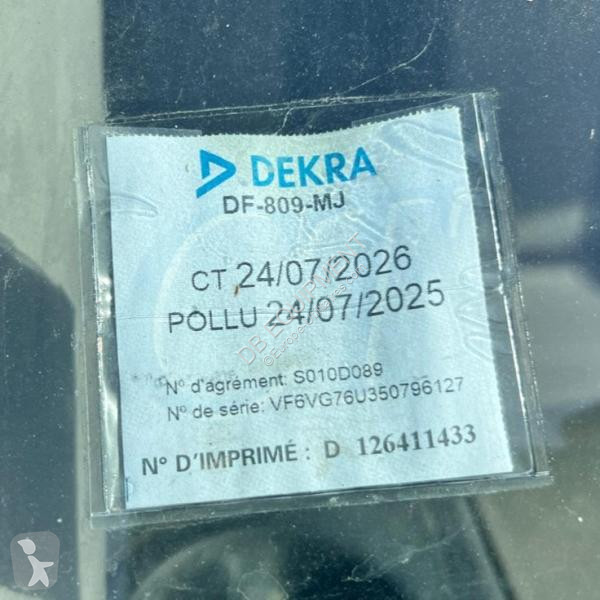 DEKRA
DF-809-MJ
CT 24/07/2026
POLLU 24/07/2025
N° d'agrément: S010D089
N° de série: VF6VG76U350796127
N° D'IMPRIMÉ : D 126411433